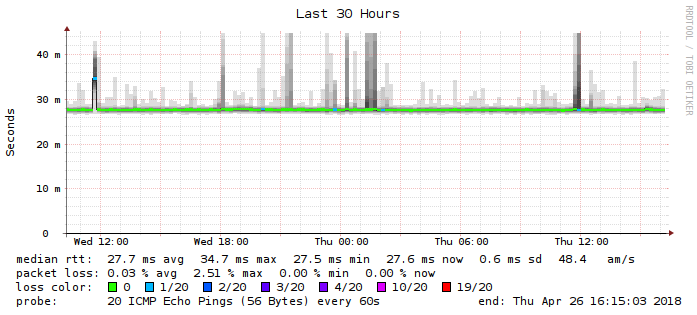 Last 30 Hours
RRDTOOL / TOBI OETIKER
Seconds
40 m
30 m
20 m
10 m
0
Wed 12:00 Wed 18:00 Thu 00:00 Thu 06:00 Thu 12:00
median rtt: 27.7 ms avg 34.7 ms max 27.5 ms min 27.6 ms now 0.6 ms sd 48.4 am/s
packet loss: 0.03 % avg 2.51 % max 0.00 % min 0.00 % now
loss color: 0 1/20 2/20 3/20 4/20 10/20 19/20
probe: 20 ICMP Echo Pings (56 Bytes) every 60s end: Thu Apr 26 16:15:03 2018